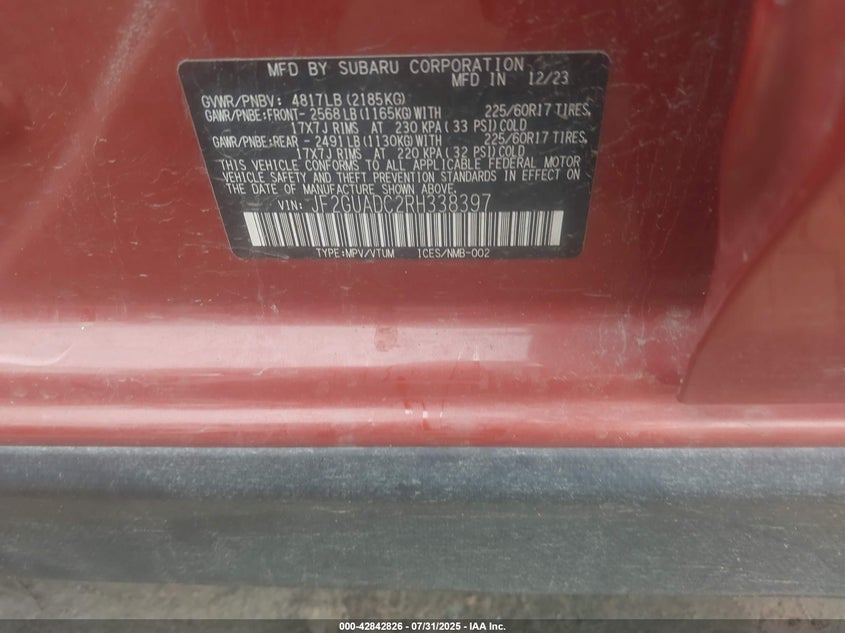 MFD BY SUBARU CORPORATION
MFD IN 12/23
GVWR/PNBV: 4817LB (2185KG)
GAWR/PNBE:FRONT- 2568LB(1165KG)WITH 225/60R17 TIRES,
17X7J RIMS AT 230 KPA(33 PSI)COLD
GAWR/PNBE:REAR - 2491LB(1130KG)WITH 225/60R17 TIRES,
17X7J RIMS AT 220 KPA(32 PSI)COLD
THIS VEHICLE CONFORMS TO ALL APPLICABLE FEDERAL MOTOR
VEHICLE SAFETY AND THEFT PREVENTION STANDARDS IN EFFECT ON
THE DATE OF MANUFACTURE SHOWN ABOVE.
VIN: JF2GUADC2RH338397
TYPE:MPV/VTUM ICES/NMB-002
000-42842826 - 07/31/2025 - IAA Inc.